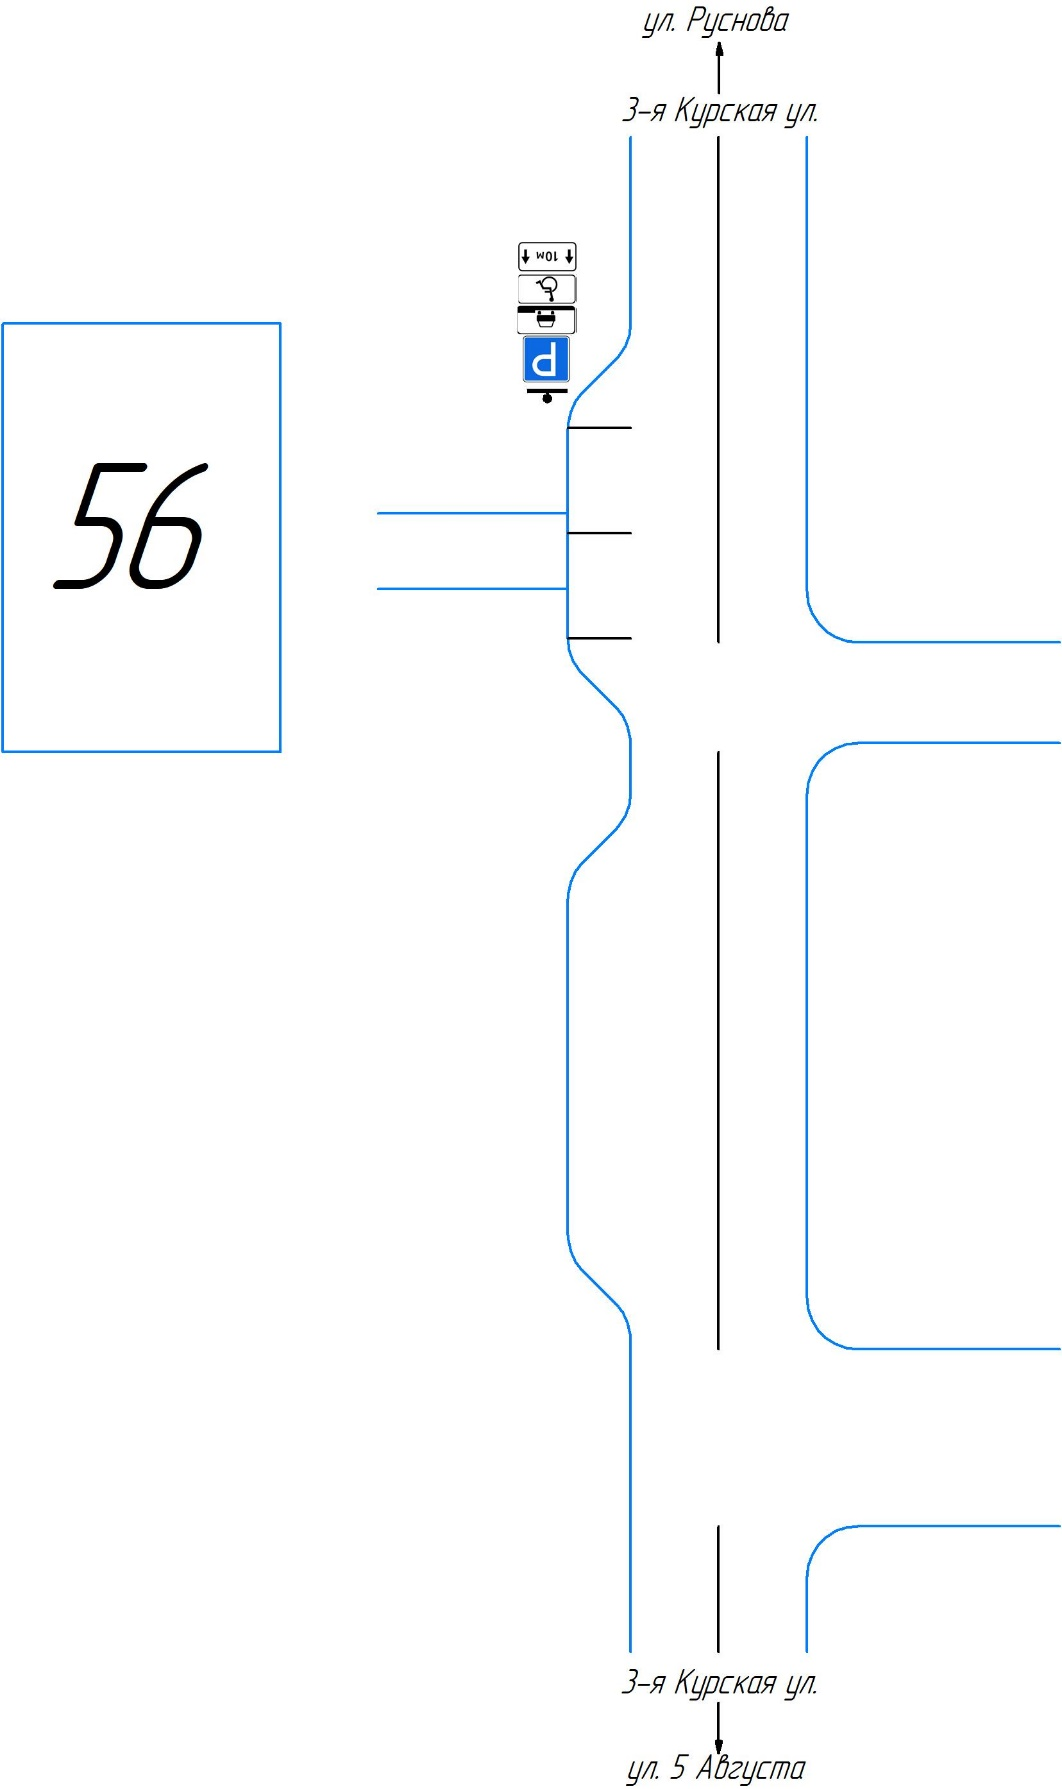 ул. Руснова
3-я Курская ул.
10м
P
56
3-я Курская ул.
ул. 5 Августа